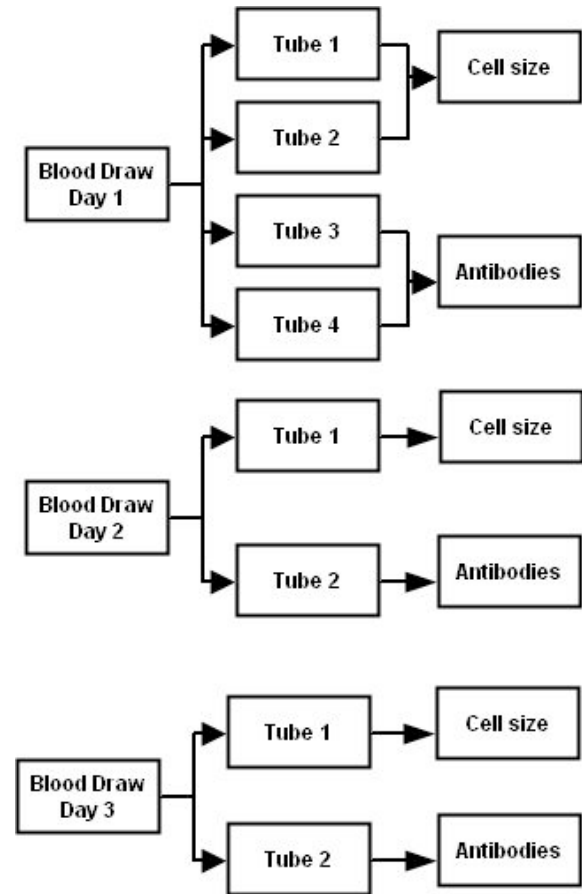 Tube 1
Cell size
Tube 2
Blood Draw
Day 1
Tube 3
Antibodies
Tube 4
Tube 1
Cell size
Blood Draw
Day 2
Tube 2
Antibodies
Tube 1
Cell size
Blood Draw
Day 3
Tube 2
Antibodies